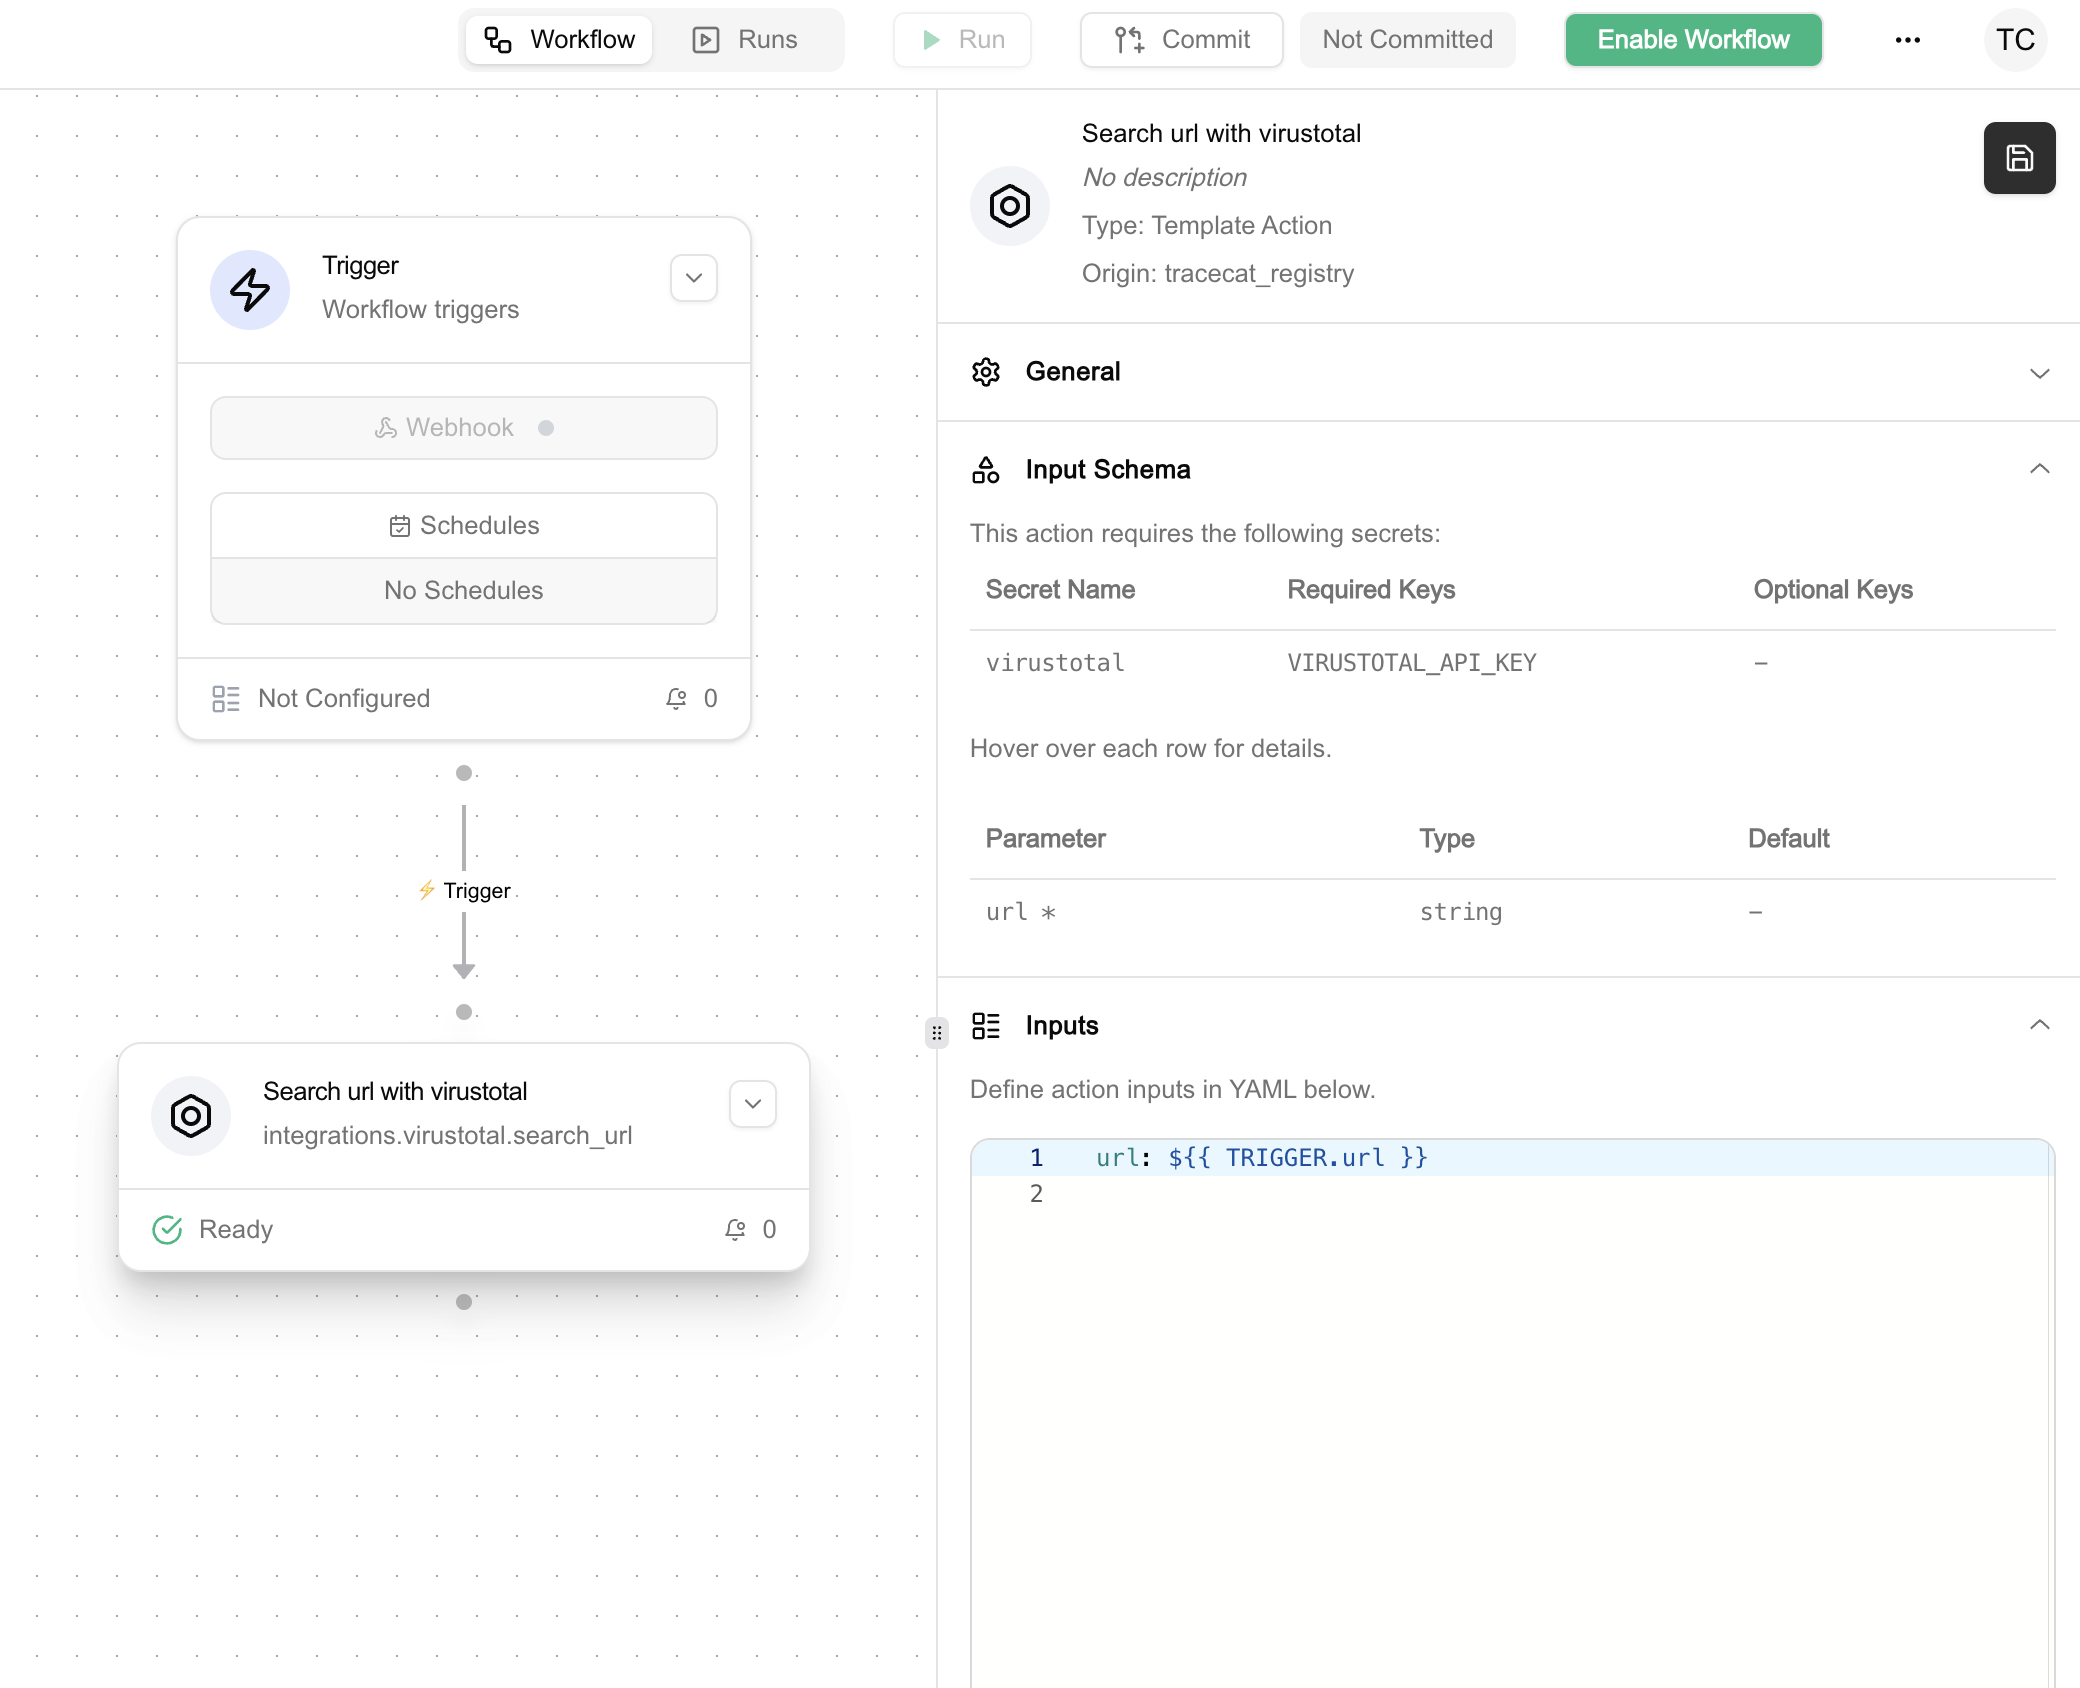 Workflow
Runs
Run
Commit
Not Committed
Enable Workflow
TC
Trigger
Workflow triggers
Webhook
Schedules
No Schedules
Not Configured
0
Trigger
Search url with virustotal
integrations.virustotal.search_url
Ready
0
Search url with virustotal
No description
Type: Template Action
Origin: tracecat_registry
General
Input Schema
This action requires the following secrets:
Secret Name Required Keys Optional Keys
virustotal VIRUSTOTAL_API_KEY –
Hover over each row for details.
Parameter Type Default
url * string –
Inputs
Define action inputs in YAML below.
1 url: ${{ TRIGGER.url }}
2